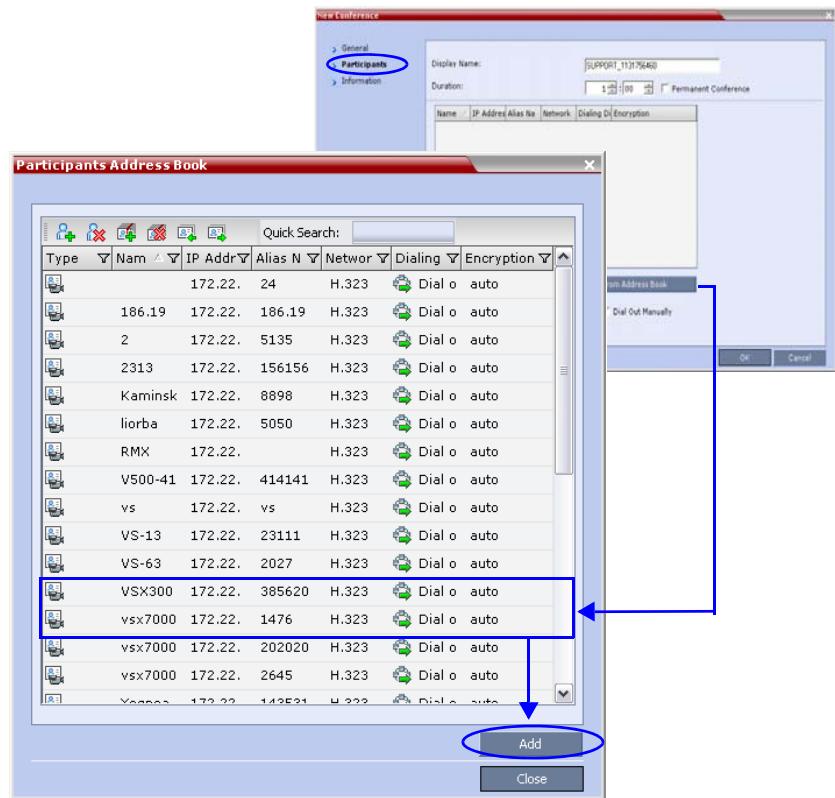 New Conference
General
Participants
Information
Display Name: SUPPORT_1131756460
Duration: 1 : 00 Permanent Conference
Name IP Addres Alias Na Network Dialing Di Encryption
rom Address Book
Dial Out Manually
OK Cancel
Participants Address Book
Quick Search:
Type Nam IP Addr Alias N Networ Dialing Encryption
172.22. 24 H.323 Dial o auto
186.19 172.22. 186.19 H.323 Dial o auto
2 172.22. 5135 H.323 Dial o auto
2313 172.22. 156156 H.323 Dial o auto
Kaminsk 172.22. 8898 H.323 Dial o auto
liorba 172.22. 5050 H.323 Dial o auto
RMX 172.22. H.323 Dial o auto
V500-41 172.22. 414141 H.323 Dial o auto
vs 172.22. vs H.323 Dial o auto
VS-13 172.22. 23111 H.323 Dial o auto
VS-63 172.22. 2027 H.323 Dial o auto
VSX300 172.22. 385620 H.323 Dial o auto
vsx7000 172.22. 1476 H.323 Dial o auto
vsx7000 172.22. 202020 H.323 Dial o auto
vsx7000 172.22. 2645 H.323 Dial o auto
172.22. 143531 H.323 Dial o auto
Add
Close